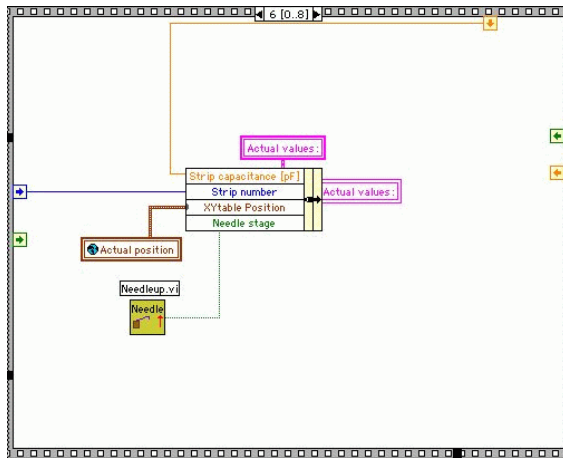 6 [0..8]
Actual values:
Strip capacitance [pF]
Strip number
Actual values:
XYtable Position
Needle stage
Actual position
Needleup.vi
Needle